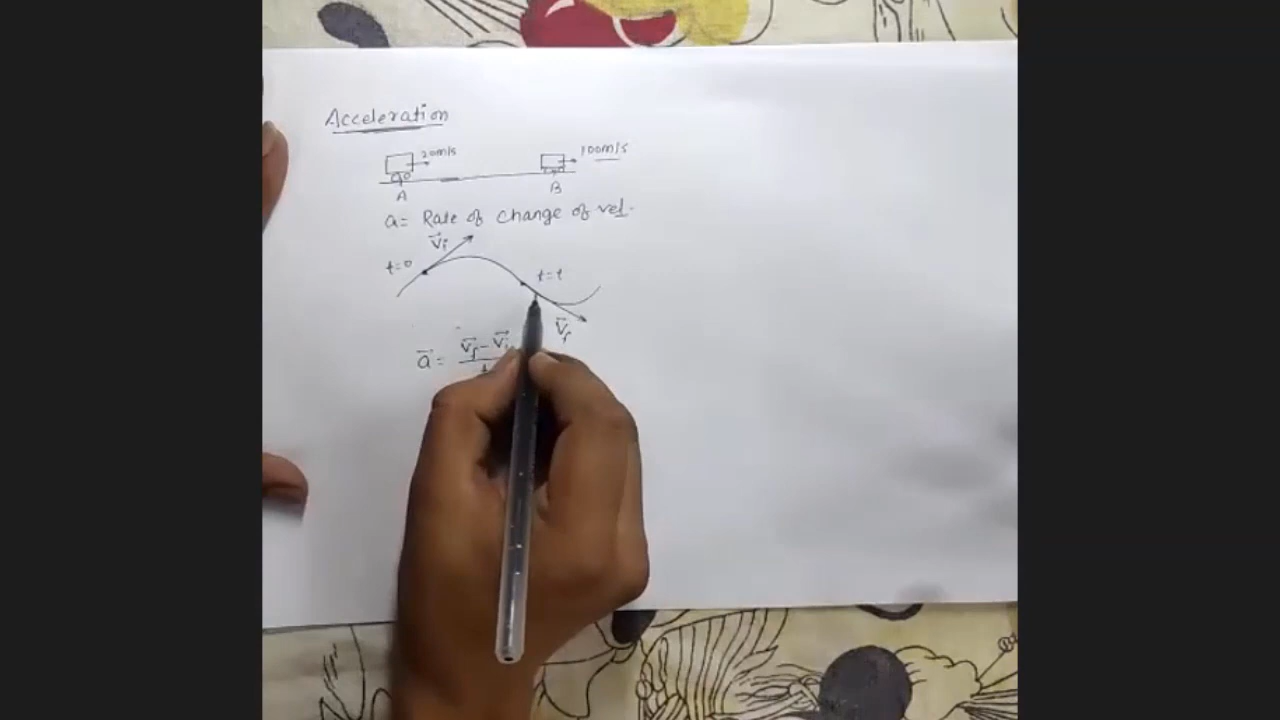 Acceleration
20m/s 100m/s
A B
a= Rate of change of vel.
v⃗i
t=0 t=t
v⃗f
a⃗ = v⃗f - v⃗i